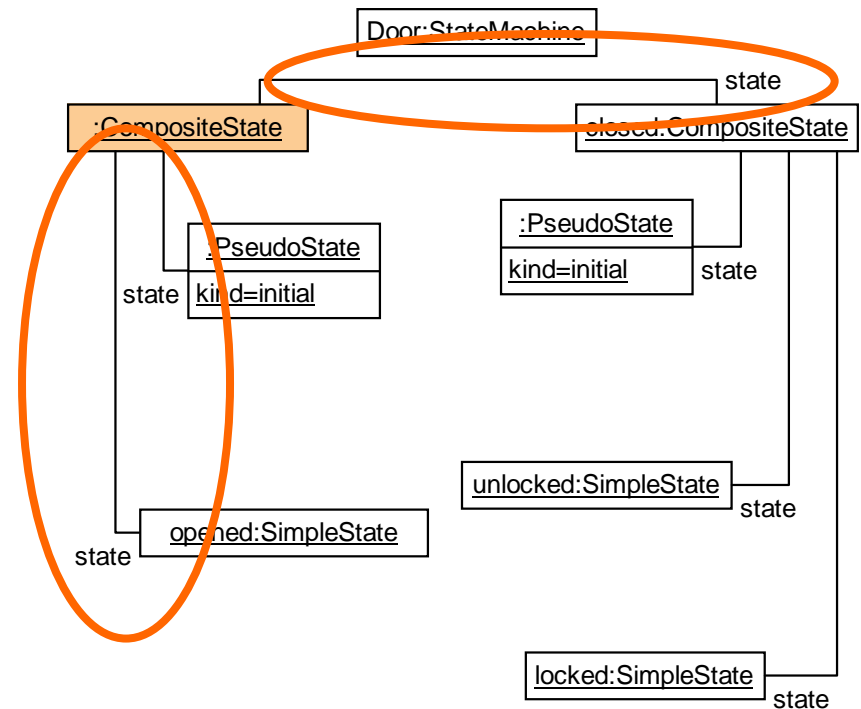 Door:StateMachine
state
:CompositeState
closed:CompositeState
:PseudoState
kind=initial
state
:PseudoState
kind=initial
state
unlocked:SimpleState
state
opened:SimpleState
state
locked:SimpleState
state